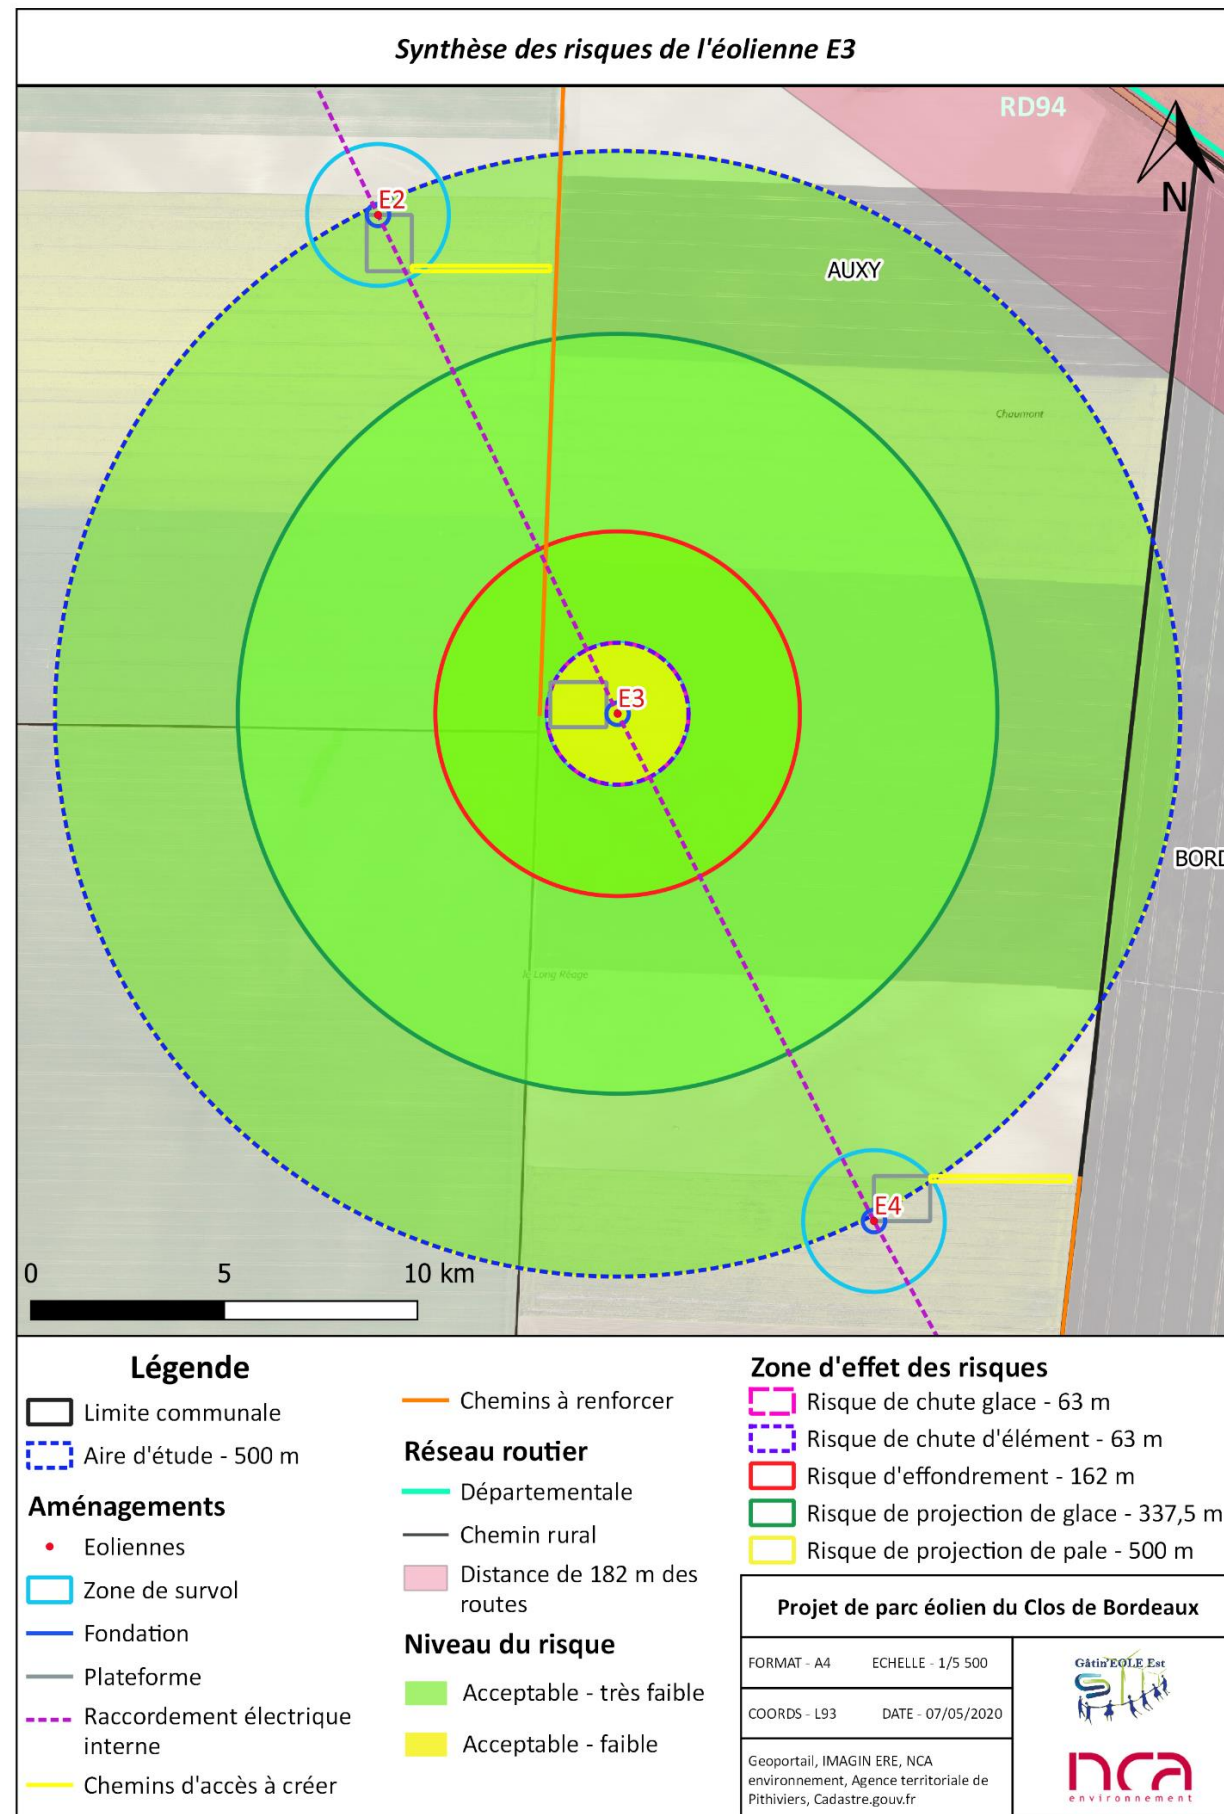 Synthèse des risques de l'éolienne E3
RD94
N
E2
AUXY
Chaumont
E3
BORD
le Long Réage
E4
0 5 10 km
Légende
Limite communale
Aire d'étude - 500 m
Aménagements
Eoliennes
Zone de survol
Fondation
Plateforme
Raccordement électrique
interne
Chemins d'accès à créer
Chemins à renforcer
Réseau routier
Départementale
Chemin rural
Distance de 182 m des
routes
Niveau du risque
Acceptable - très faible
Acceptable - faible
Zone d'effet des risques
Risque de chute glace - 63 m
Risque de chute d'élément - 63 m
Risque d'effondrement - 162 m
Risque de projection de glace - 337,5 m
Risque de projection de pale - 500 m
Projet de parc éolien du Clos de Bordeaux
FORMAT - A4 ECHELLE - 1/5 500
COORDS - L93 DATE - 07/05/2020
Geoportail, IMAGIN ERE, NCA
environnement, Agence territoriale de
Pithiviers, Cadastre.gouv.fr
Gâtin'EOLE Est
nca
environnement